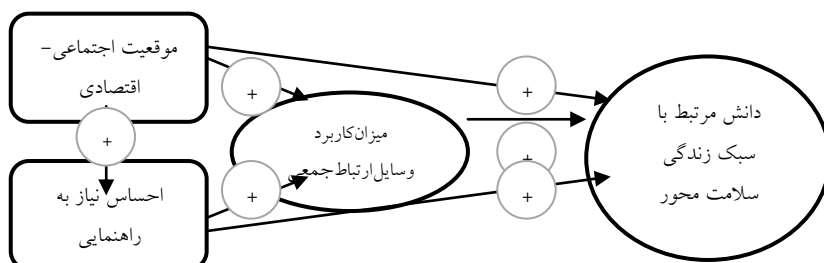 موقعیت اجتماعی-
اقتصادی
+
+
+
میزان‌کاربرد
وسایل‌ارتباط‌جمعی
دانش مرتبط با
سبک زندگی
سلامت محور
+
+
احساس نیاز به
راهنمایی
+
+